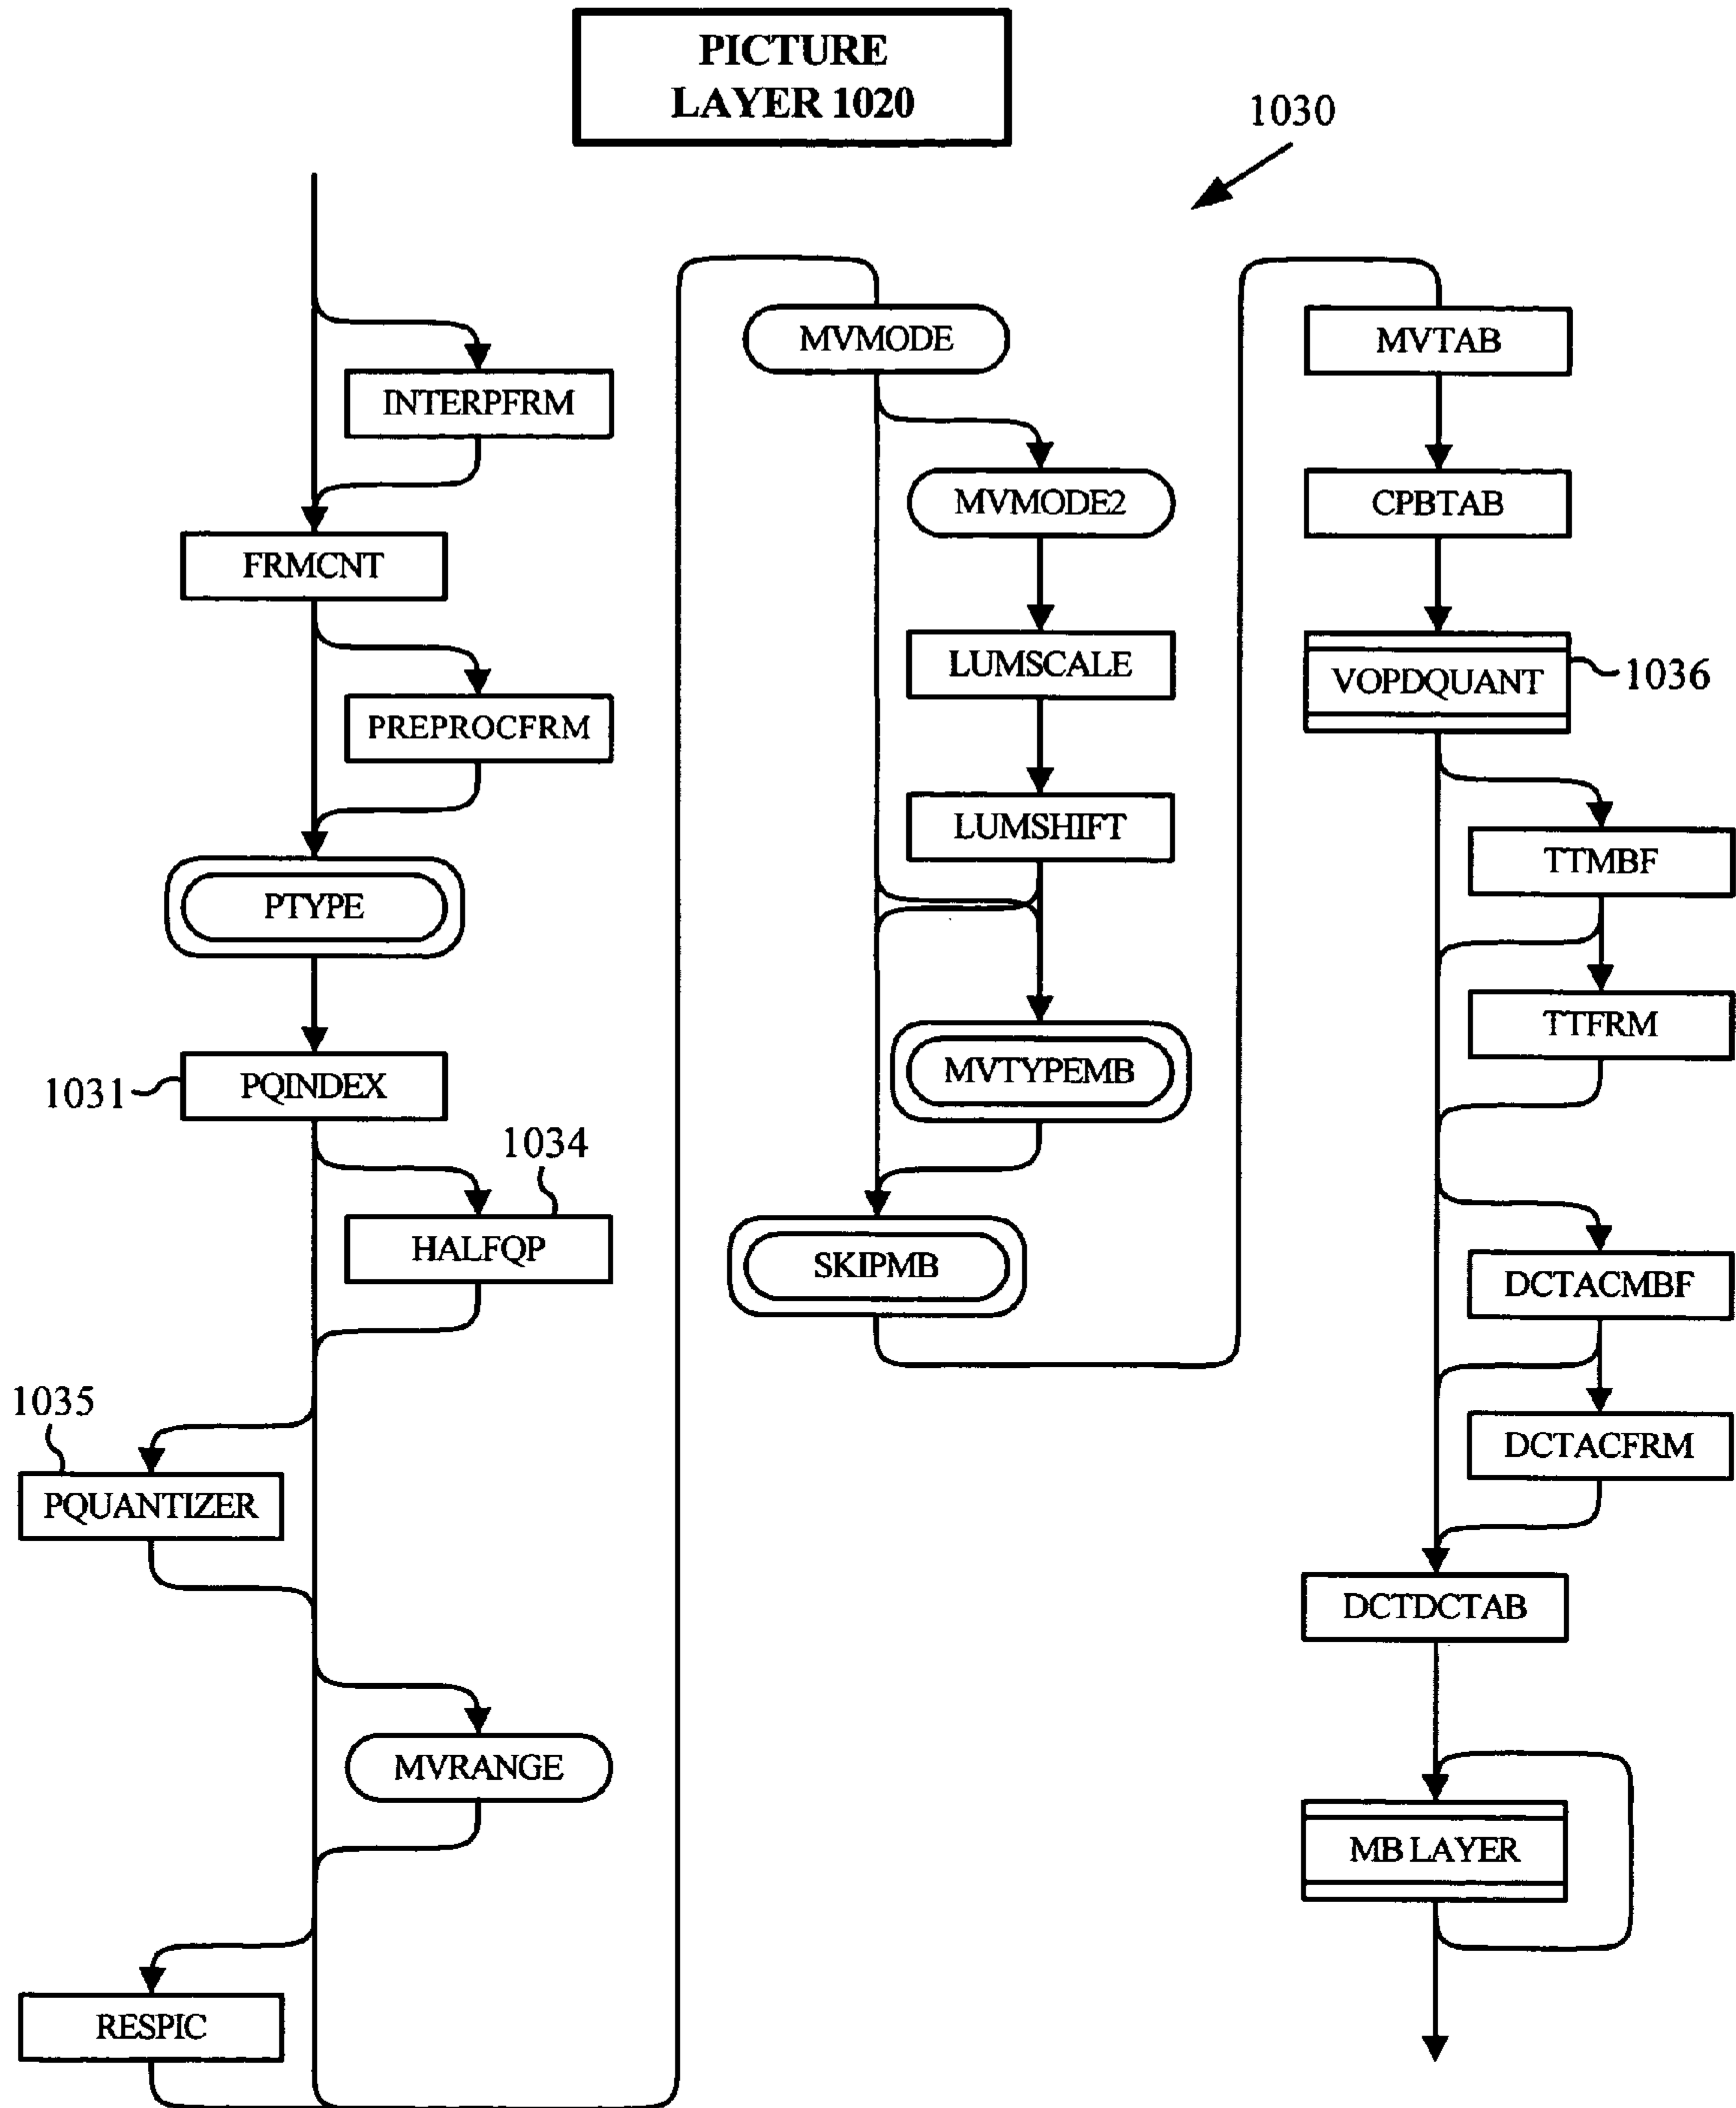 PICTURE
LAYER 1020
1030
INTERPFRM
FRMCNT
PREPROCFRM
PTYPE
1031
PQINDEX
1034
HALFQP
1035
PQUANTIZER
MVRANGE
RESPIC
MVMODE
MVMODE2
LUMSCALE
LUMSHIFT
MVTYPEMB
SKIPMB
MVTAB
CPBTAB
VOPDQUANT
1036
TTMBF
TTFRM
DCTACMBF
DCTACFRM
DCTDCTAB
MB LAYER